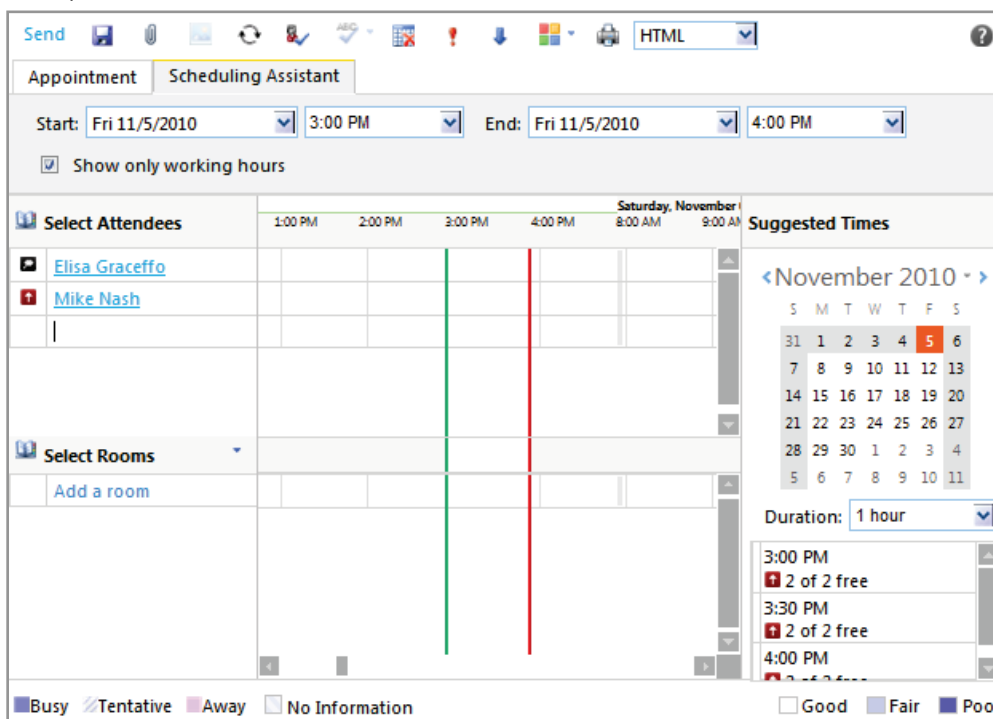 Send HTML
Appointment Scheduling Assistant
Start: Fri 11/5/2010 3:00 PM End: Fri 11/5/2010 4:00 PM
Show only working hours
Saturday, November
Select Attendees 1:00 PM 2:00 PM 3:00 PM 4:00 PM 8:00 AM 9:00 AM Suggested Times
Elisa Graceffo
Mike Nash
November 2010
S M T W T F S
31 1 2 3 4 5 6
7 8 9 10 11 12 13
14 15 16 17 18 19 20
21 22 23 24 25 26 27
28 29 30 1 2 3 4
5 6 7 8 9 10 11
Select Rooms
Add a room
Duration: 1 hour
3:00 PM
2 of 2 free
3:30 PM
2 of 2 free
4:00 PM
Busy Tentative Away No Information Good Fair Poo